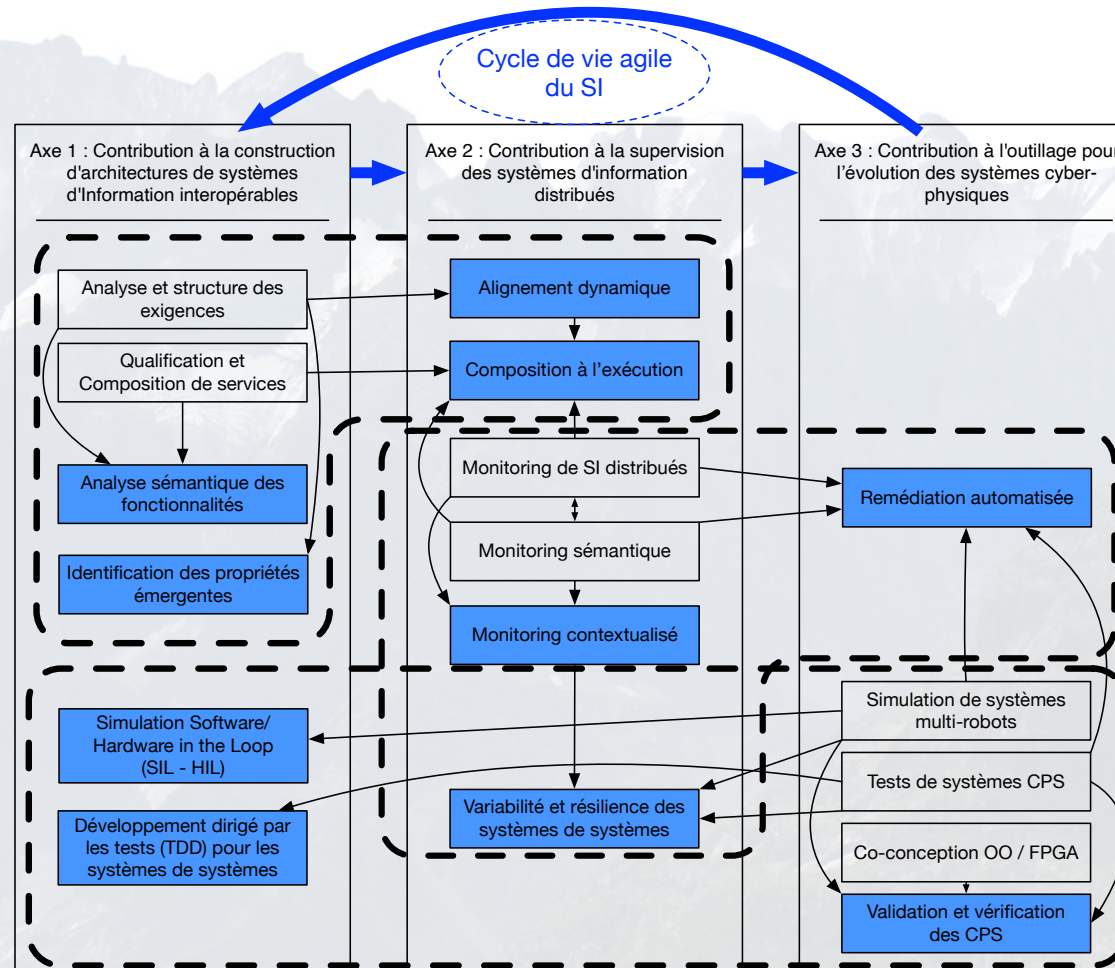 Cycle de vie agile
du SI
Axe 1 : Contribution à la construction
d'architectures de systèmes
d'Information interopérables
Analyse et structure des
exigences
Qualification et
Composition de services
Analyse sémantique des
fonctionnalités
Identification des propriétés
émergentes
Simulation Software/
Hardware in the Loop
(SIL - HIL)
Développement dirigé par
les tests (TDD) pour les
systèmes de systèmes
Axe 2 : Contribution à la supervision
des systèmes d'information
distribués
Alignement dynamique
Composition à l’exécution
Monitoring de SI distribués
Monitoring sémantique
Monitoring contextualisé
Variabilité et résilience des
systèmes de systèmes
Axe 3 : Contribution à l'outillage pour
l’évolution des systèmes cyber-
physiques
Remédiation automatisée
Simulation de systèmes
multi-robots
Tests de systèmes CPS
Co-conception OO / FPGA
Validation et vérification
des CPS